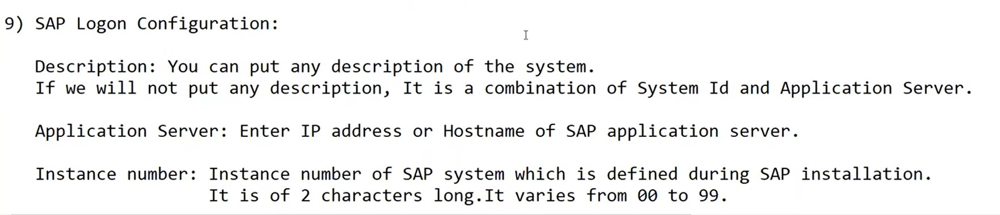 9) SAP Logon Configuration:
Description: You can put any description of the system.
If we will not put any description, It is a combination of System Id and Application Server.
Application Server: Enter IP address or Hostname of SAP application server.
Instance number: Instance number of SAP system which is defined during SAP installation.
It is of 2 characters long.It varies from 00 to 99.